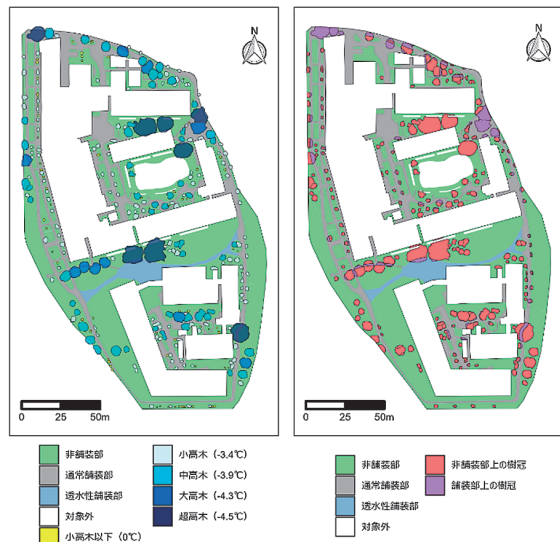 N
0 25 50m
非舗装部
通常舗装部
透水性舗装部
対象外
小高木以下（0℃）
小高木（-3.4℃）
中高木（-3.9℃）
大高木（-4.3℃）
超高木（-4.5℃）
N
0 25 50m
非舗装部
通常舗装部
透水性舗装部
対象外
非舗装部上の樹冠
舗装部上の樹冠